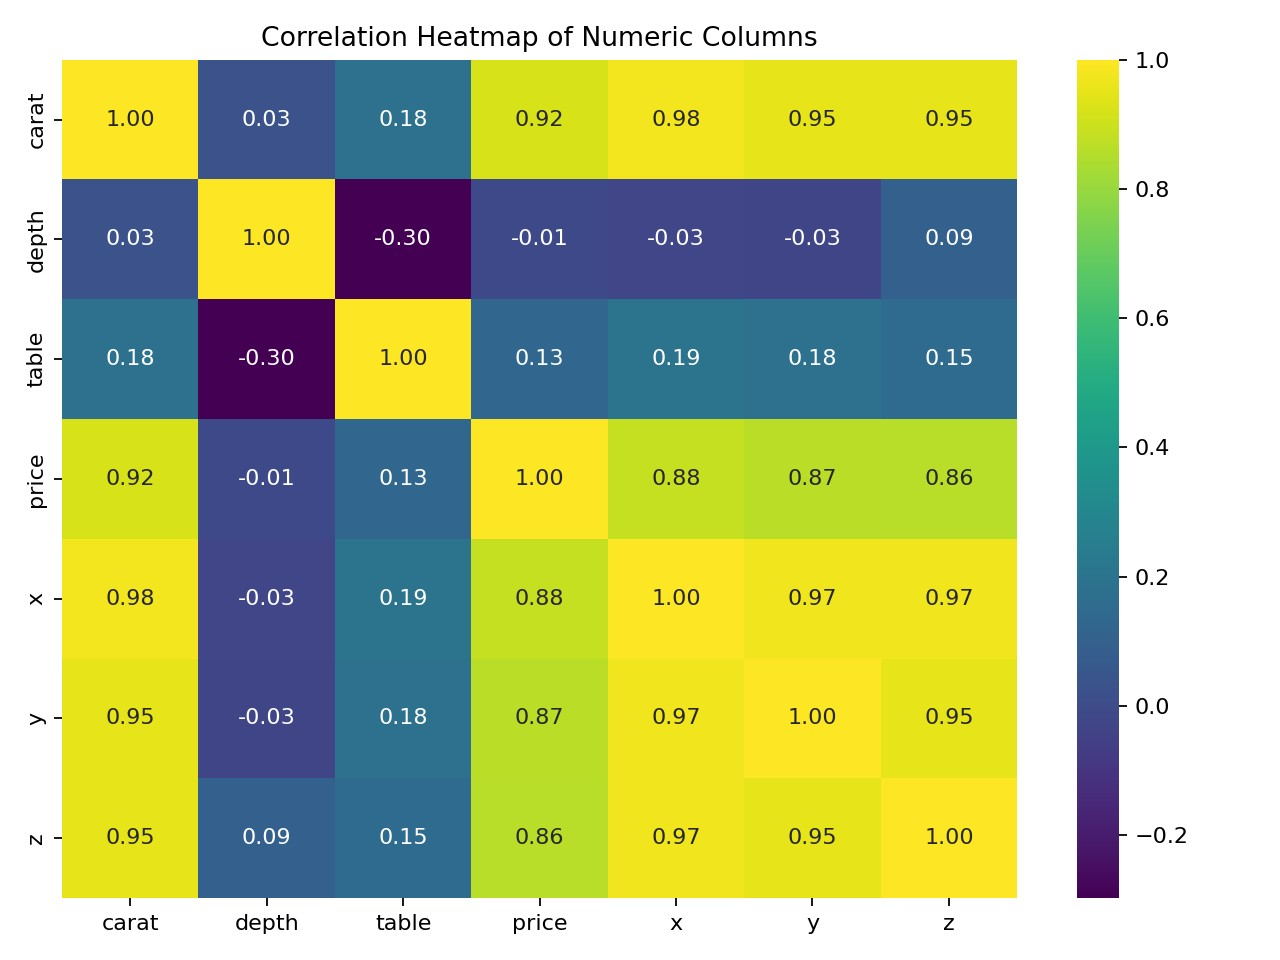 Correlation Heatmap of Numeric Columns
carat 1.00 0.03 0.18 0.92 0.98 0.95 0.95
depth 0.03 1.00 -0.30 -0.01 -0.03 -0.03 0.09
table 0.18 -0.30 1.00 0.13 0.19 0.18 0.15
price 0.92 -0.01 0.13 1.00 0.88 0.87 0.86
x 0.98 -0.03 0.19 0.88 1.00 0.97 0.97
y 0.95 -0.03 0.18 0.87 0.97 1.00 0.95
z 0.95 0.09 0.15 0.86 0.97 0.95 1.00
carat depth table price x y z
1.0
0.8
0.6
0.4
0.2
0.0
−0.2